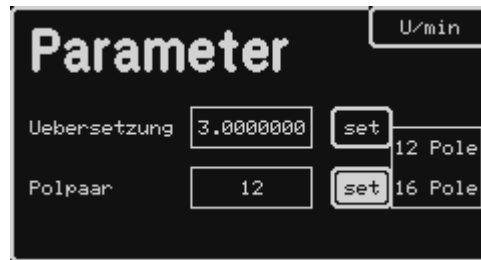 U/min
Parameter
Uebersetzung 3.0000000 set
12 Pole
Polpaar 12 set 16 Pole